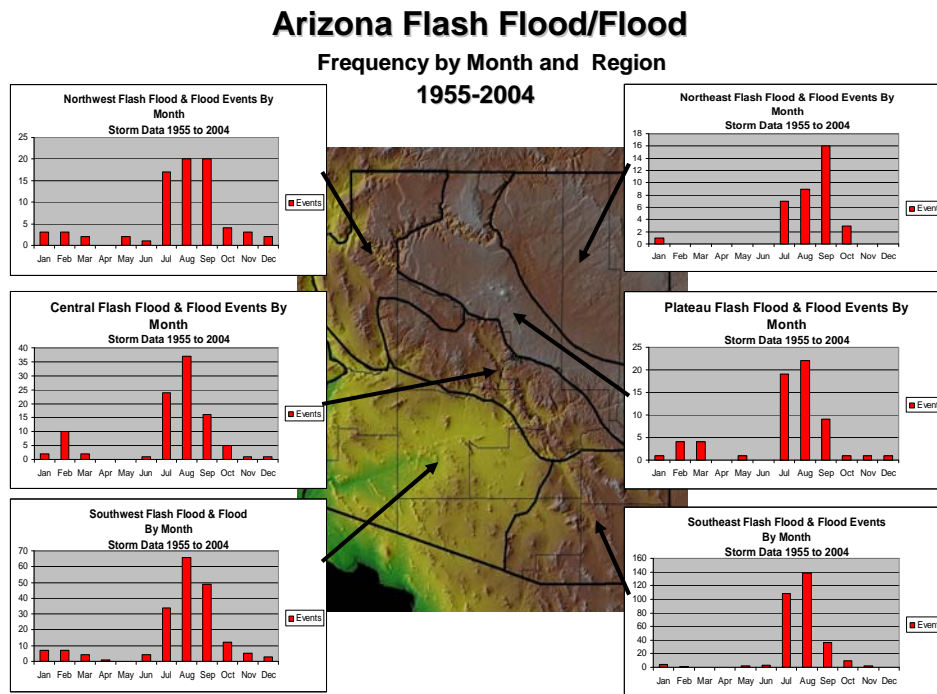 Arizona Flash Flood/Flood
Frequency by Month and Region
1955-2004
Northwest Flash Flood & Flood Events By
Month
Storm Data 1955 to 2004
25
20
15
10
5
0
Jan Feb Mar Apr May Jun Jul Aug Sep Oct Nov Dec
Events
Northeast Flash Flood & Flood Events By
Month
Storm Data 1955 to 2004
18
16
14
12
10
8
6
4
2
0
Jan Feb Mar Apr May Jun Jul Aug Sep Oct Nov Dec
Event
Central Flash Flood & Flood Events By
Month
Storm Data 1955 to 2004
40
35
30
25
20
15
10
5
0
Jan Feb Mar Apr May Jun Jul Aug Sep Oct Nov Dec
Events
Plateau Flash Flood & Flood Events By
Month
Storm Data 1955 to 2004
25
20
15
10
5
0
Jan Feb Mar Apr May Jun Jul Aug Sep Oct Nov Dec
Event
Southwest Flash Flood & Flood
By Month
Storm Data 1955 to 2004
70
60
50
40
30
20
10
0
Jan Feb Mar Apr May Jun Jul Aug Sep Oct Nov Dec
Events
Southeast Flash Flood & Flood Events
By Month
Storm Data 1955 to 2004
160
140
120
100
80
60
40
20
0
Jan Feb Mar Apr May Jun Jul Aug Sep Oct Nov Dec
Event